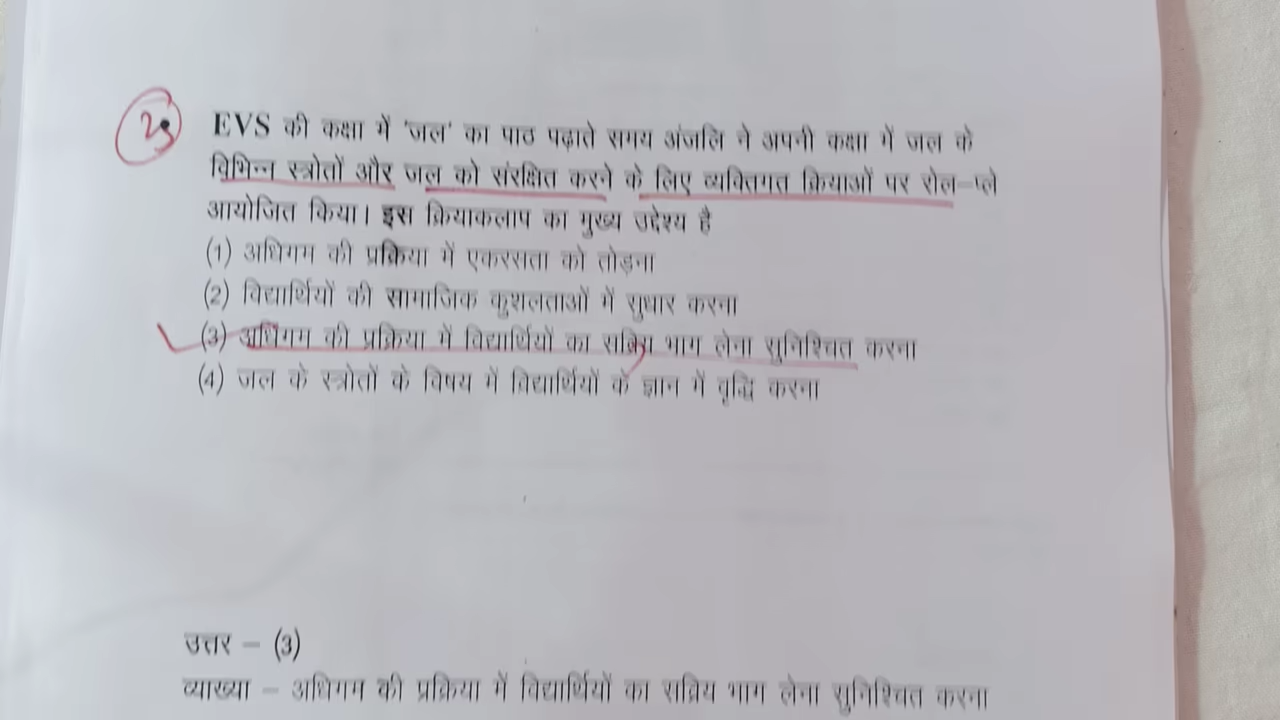 25
EVS की कक्षा में 'जल' का पाठ पढ़ाते समय अंजलि ने अपनी कक्षा में जल के
विभिन्न स्त्रोतों और जल को संरक्षित करने के लिए व्यक्तिगत क्रियाओं पर रोल-प्ले
आयोजित किया। इस क्रियाकलाप का मुख्य उद्देश्य है
(1) अधिगम की प्रक्रिया में एकरसता को तोड़ना
(2) विद्यार्थियों की सामाजिक कुशलताओं में सुधार करना
(3) अधिगम की प्रक्रिया में विद्यार्थियों का सक्रिय भाग लेना सुनिश्चित करना
(4) जल के स्त्रोतों के विषय में विद्यार्थियों के ज्ञान में वृद्धि करना
उत्तर – (3)
व्याख्या – अधिगम की प्रक्रिया में विद्यार्थियों का सक्रिय भाग लेना सुनिश्चित करना